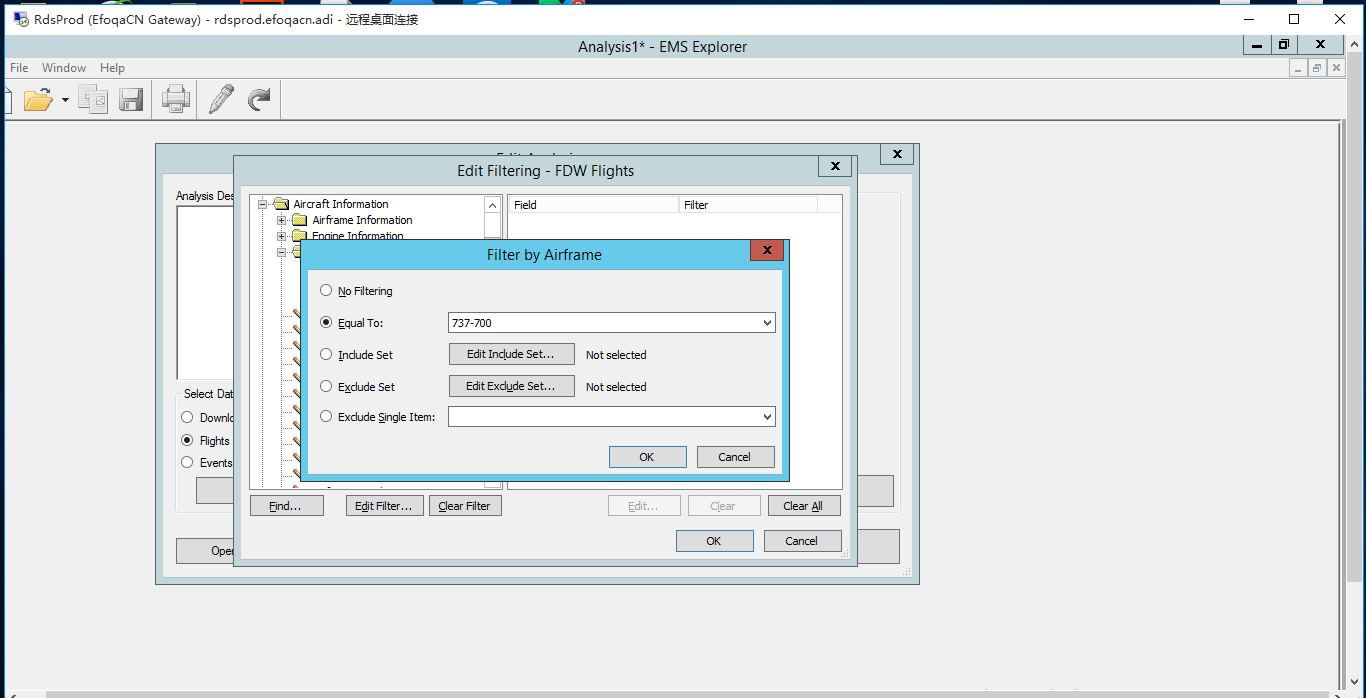 RdsProd (EfoqaCN Gateway) - rdsprod.efoqacn.adi - 远程桌面连接
Analysis1* - EMS Explorer
File Window Help
Edit Filtering - FDW Flights
Analysis Des
Aircraft Information
Field Filter
Airframe Information
Engine Information
Filter by Airframe
No Filtering
Equal To: 737-700
Include Set Edit Include Set... Not selected
Exclude Set Edit Exclude Set... Not selected
Exclude Single Item:
OK Cancel
Select Dat
Downlo
Flights
Events
Find... Edit Filter... Clear Filter Edit... Clear Clear All
OK Cancel
Oper